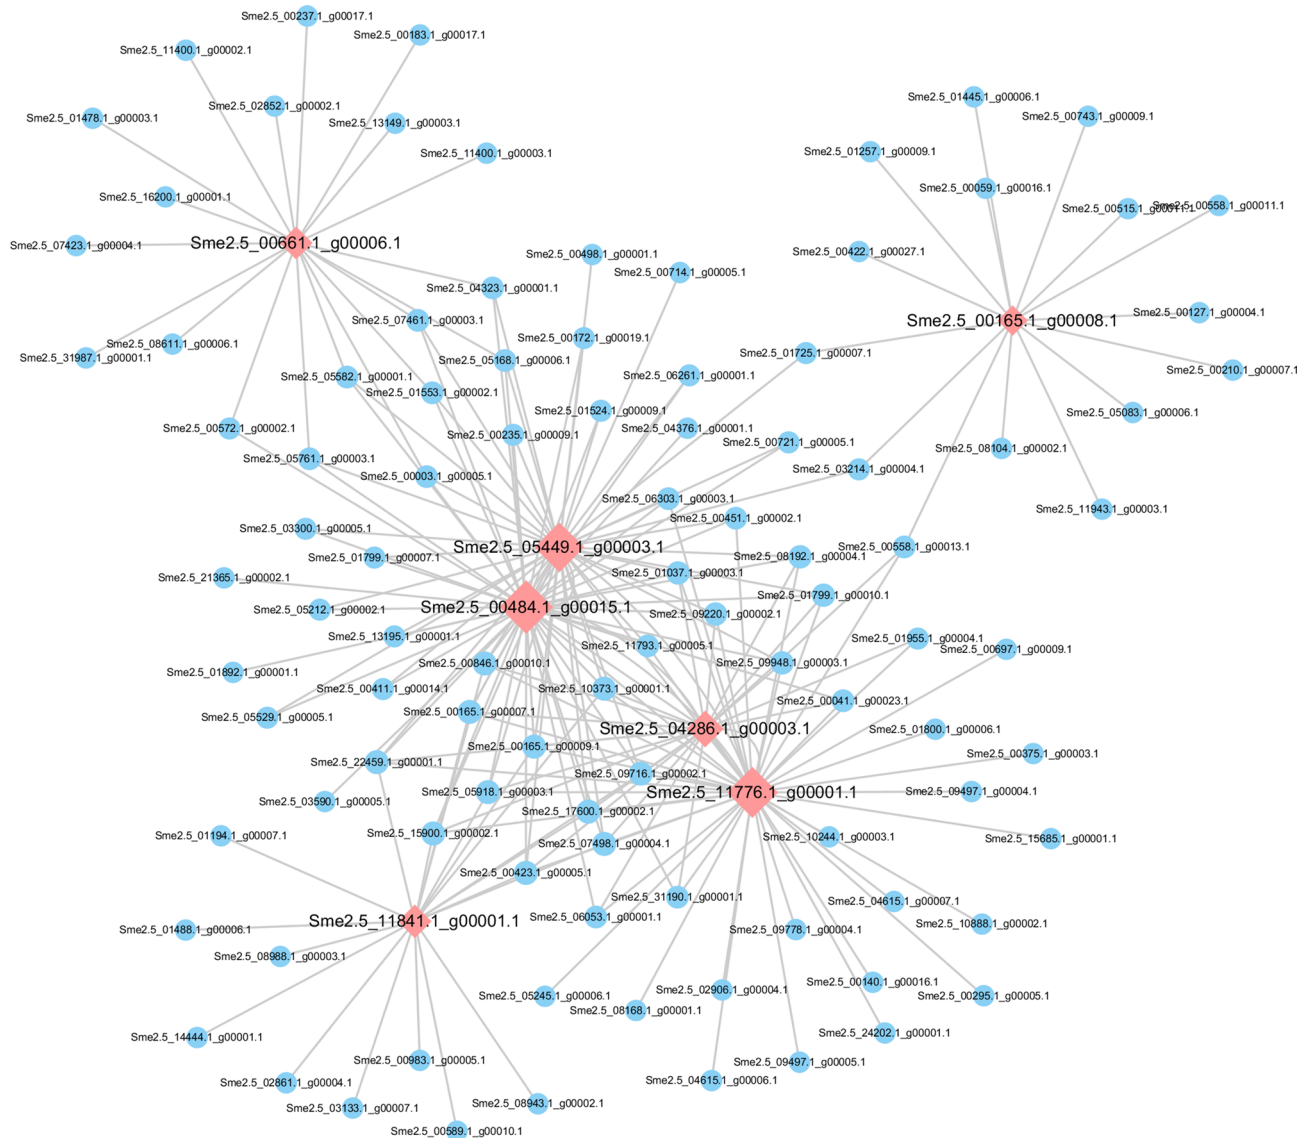 Sme2.5_00237.1_g00017.1
Sme2.5_00183.1_g00017.1
Sme2.5_11400.1_g00002.1
Sme2.5_01445.1_g00006.1
Sme2.5_02852.1_g00002.1
Sme2.5_00743.1_g00009.1
Sme2.5_01478.1_g00003.1
Sme2.5_13149.1_g00003.1
Sme2.5_01257.1_g00009.1
Sme2.5_11400.1_g00003.1
Sme2.5_00059.1_g00016.1
Sme2.5_16200.1_g00001.1
Sme2.5_00515.1_g00011.1
Sme2.5_00558.1_g00011.1
Sme2.5_00661.1_g00006.1
Sme2.5_07423.1_g00004.1
Sme2.5_00422.1_g00027.1
Sme2.5_00498.1_g00001.1
Sme2.5_00714.1_g00005.1
Sme2.5_04323.1_g00001.1
Sme2.5_00127.1_g00004.1
Sme2.5_07461.1_g00003.1
Sme2.5_00165.1_g00008.1
Sme2.5_00172.1_g00019.1
Sme2.5_08611.1_g00006.1
Sme2.5_01725.1_g00007.1
Sme2.5_31987.1_g00001.1
Sme2.5_05168.1_g00006.1
Sme2.5_00210.1_g00007.1
Sme2.5_06261.1_g00001.1
Sme2.5_05582.1_g00001.1
Sme2.5_01553.1_g00002.1
Sme2.5_01524.1_g00009.1
Sme2.5_05083.1_g00006.1
Sme2.5_00572.1_g00002.1
Sme2.5_04376.1_g00001.1
Sme2.5_00235.1_g00009.1
Sme2.5_00721.1_g00005.1
Sme2.5_08104.1_g00002.1
Sme2.5_05761.1_g00003.1
Sme2.5_03214.1_g00004.1
Sme2.5_00003.1_g00005.1
Sme2.5_06303.1_g00003.1
Sme2.5_11943.1_g00003.1
Sme2.5_00451.1_g00002.1
Sme2.5_03300.1_g00005.1
Sme2.5_05449.1_g00003.1
Sme2.5_00558.1_g00013.1
Sme2.5_08192.1_g00004.1
Sme2.5_01799.1_g00007.1
Sme2.5_01037.1_g00003.1
Sme2.5_21365.1_g00002.1
Sme2.5_01799.1_g00010.1
Sme2.5_00484.1_g00015.1
Sme2.5_05212.1_g00002.1
Sme2.5_09220.1_g00002.1
Sme2.5_13195.1_g00001.1
Sme2.5_01955.1_g00004.1
Sme2.5_11793.1_g00005.1
Sme2.5_00697.1_g00009.1
Sme2.5_00846.1_g00010.1
Sme2.5_09948.1_g00003.1
Sme2.5_01892.1_g00001.1
Sme2.5_00411.1_g00014.1
Sme2.5_10373.1_g00001.1
Sme2.5_00041.1_g00023.1
Sme2.5_00165.1_g00007.1
Sme2.5_05529.1_g00005.1
Sme2.5_04286.1_g00003.1
Sme2.5_01800.1_g00006.1
Sme2.5_00165.1_g00009.1
Sme2.5_00375.1_g00003.1
Sme2.5_22459.1_g00001.1
Sme2.5_09716.1_g00002.1
Sme2.5_05918.1_g00003.1
Sme2.5_11776.1_g00001.1
Sme2.5_09497.1_g00004.1
Sme2.5_03590.1_g00005.1
Sme2.5_17600.1_g00002.1
Sme2.5_15900.1_g00002.1
Sme2.5_01194.1_g00007.1
Sme2.5_10244.1_g00003.1
Sme2.5_15685.1_g00001.1
Sme2.5_07498.1_g00004.1
Sme2.5_00423.1_g00005.1
Sme2.5_31190.1_g00001.1
Sme2.5_04615.1_g00007.1
Sme2.5_06053.1_g00001.1
Sme2.5_11841.1_g00001.1
Sme2.5_10888.1_g00002.1
Sme2.5_01488.1_g00006.1
Sme2.5_09778.1_g00004.1
Sme2.5_08988.1_g00003.1
Sme2.5_00140.1_g00016.1
Sme2.5_02906.1_g00004.1
Sme2.5_05245.1_g00006.1
Sme2.5_00295.1_g00005.1
Sme2.5_08168.1_g00001.1
Sme2.5_24202.1_g00001.1
Sme2.5_14444.1_g00001.1
Sme2.5_00983.1_g00005.1
Sme2.5_09497.1_g00005.1
Sme2.5_04615.1_g00006.1
Sme2.5_02861.1_g00004.1
Sme2.5_08943.1_g00002.1
Sme2.5_03133.1_g00007.1
Sme2.5_00589.1_g00010.1